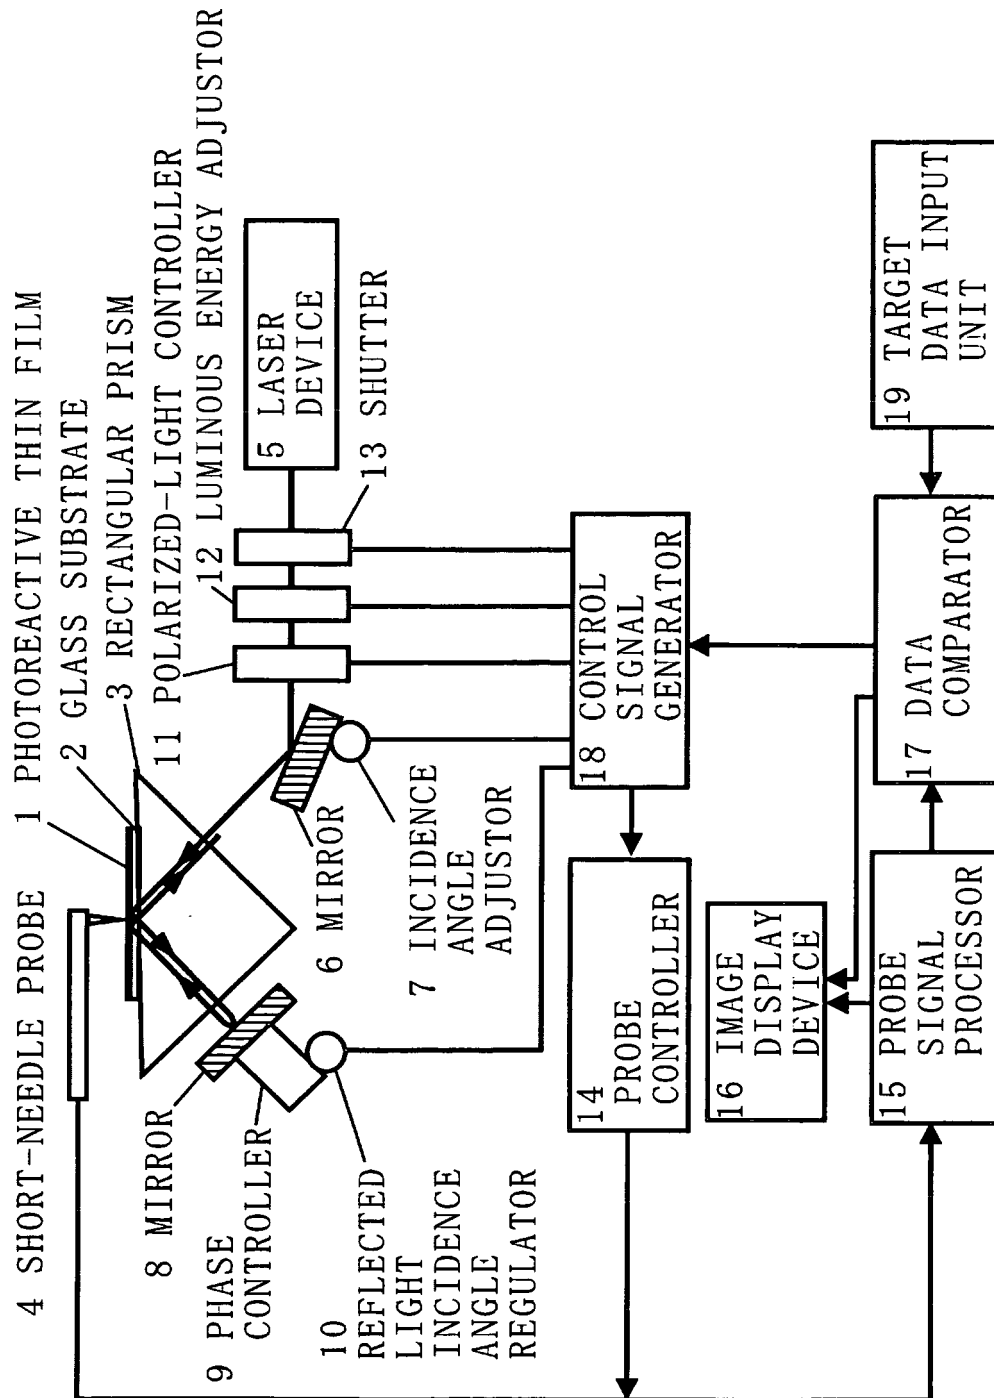 4 SHORT-NEEDLE PROBE
1 PHOTOREACTIVE THIN FILM
2 GLASS SUBSTRATE
3 RECTANGULAR PRISM
11 POLARIZED-LIGHT CONTROLLER
12 LUMINOUS ENERGY ADJUSTOR
5 LASER
DEVICE
13 SHUTTER
8 MIRROR
9 PHASE
CONTROLLER
10
REFLECTED
LIGHT
INCIDENCE
ANGLE
REGULATOR
6 MIRROR
7 INCIDENCE
ANGLE
ADJUSTOR
14
PROBE
CONTROLLER
18 CONTROL
SIGNAL
GENERATOR
16 IMAGE
DISPLAY
DEVICE
15 PROBE
SIGNAL
PROCESSOR
17 DATA
COMPARATOR
19 TARGET
DATA INPUT
UNIT